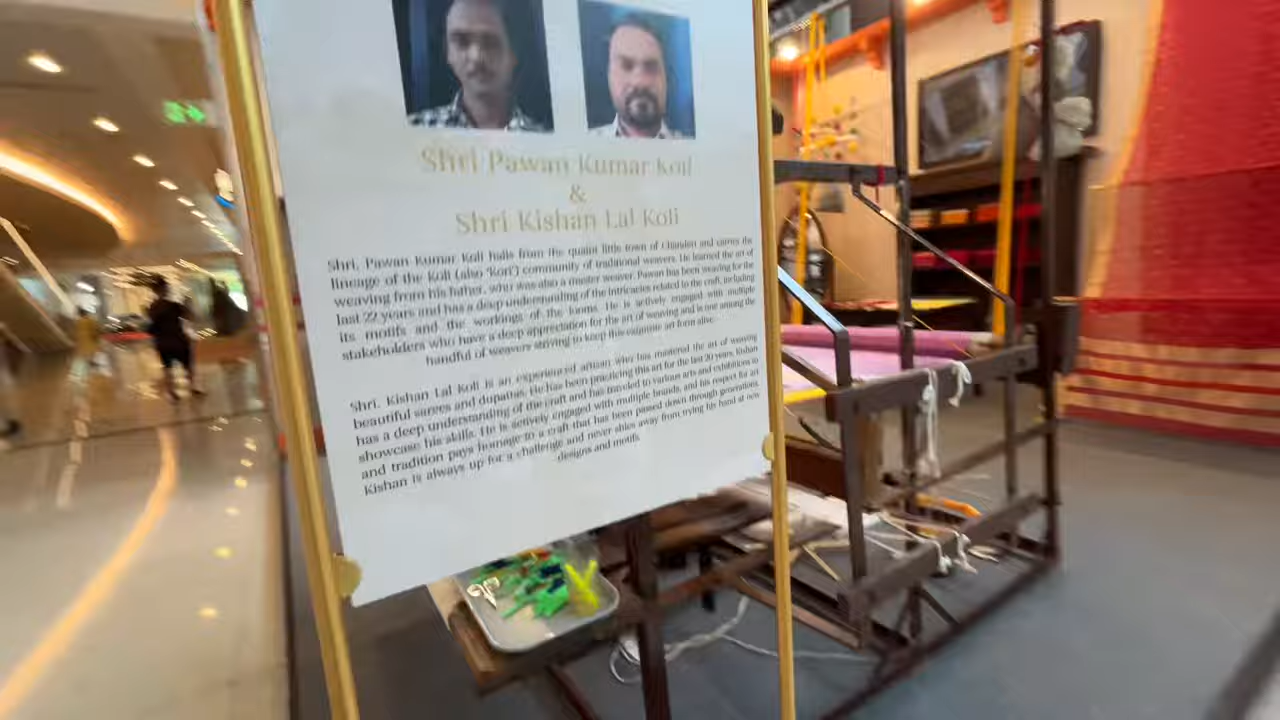 Shri Pawan Kumar Koli
&
Shri Kishan Lal Koli
Shri. Pawan Kumar Koli hails from the quaint little town of Chanderi and carries the
lineage of the Koli (also 'Kori') community of traditional weavers. He learned the art of
weaving from his father, who was also a master weaver. Pawan has been weaving for the
last 22 years and has a deep understanding of the intricacies related to the craft, including
its motifs and the workings of the looms. He is actively engaged with multiple
stakeholders who have a deep appreciation for the art of weaving and is one among the
handful of weavers striving to keep this exquisite art form alive.
Shri. Kishan Lal Koli is an experienced artisan who has mastered the art of weaving
beautiful sarees and dupattas. He has been practicing this art for the last 20 years. Kishan
has a deep understanding of the craft and has traveled to various arts and exhibitions to
showcase his skills. He is actively engaged with multiple brands, and his respect for art
and tradition pays homage to a craft that has been passed down through generations.
Kishan is always up for a challenge and never shies away from trying his hand at new
designs and motifs.